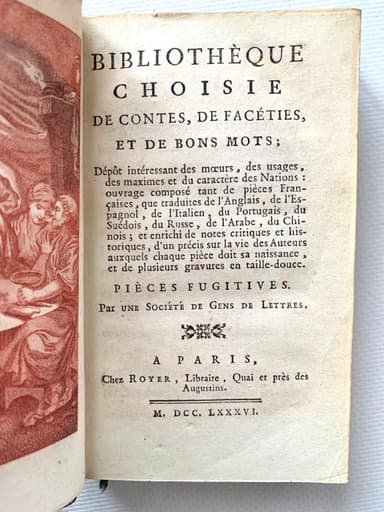 BIBLIOTHÈQUE
CHOISIE
DE CONTES, DE FACÉTIES,
ET DE BONS MOTS;
Dépôt intéressant des mœurs, des usages,
des maximes et du caractère des Nations :
ouvrage composé tant de pièces Fran-
çaises, que traduites de l'Anglais, de l'Es-
pagnol, de l'Italien, du Portugais, du
Suédois, du Russe, de l'Arabe, du Chi-
nois ; et enrichi de notes critiques et his-
toriques, d'un précis sur la vie des Auteurs
auxquels chaque pièce doit sa naissance,
et de plusieurs gravures en taille-douce.
PIÈCES FUGITIVES.
PAR UNE SOCIÉTÉ DE GENS DE LETTRES.
A PARIS,
Chez ROYER, Libraire, Quai et près des
Augustins.
M. DCC. LXXXVI.